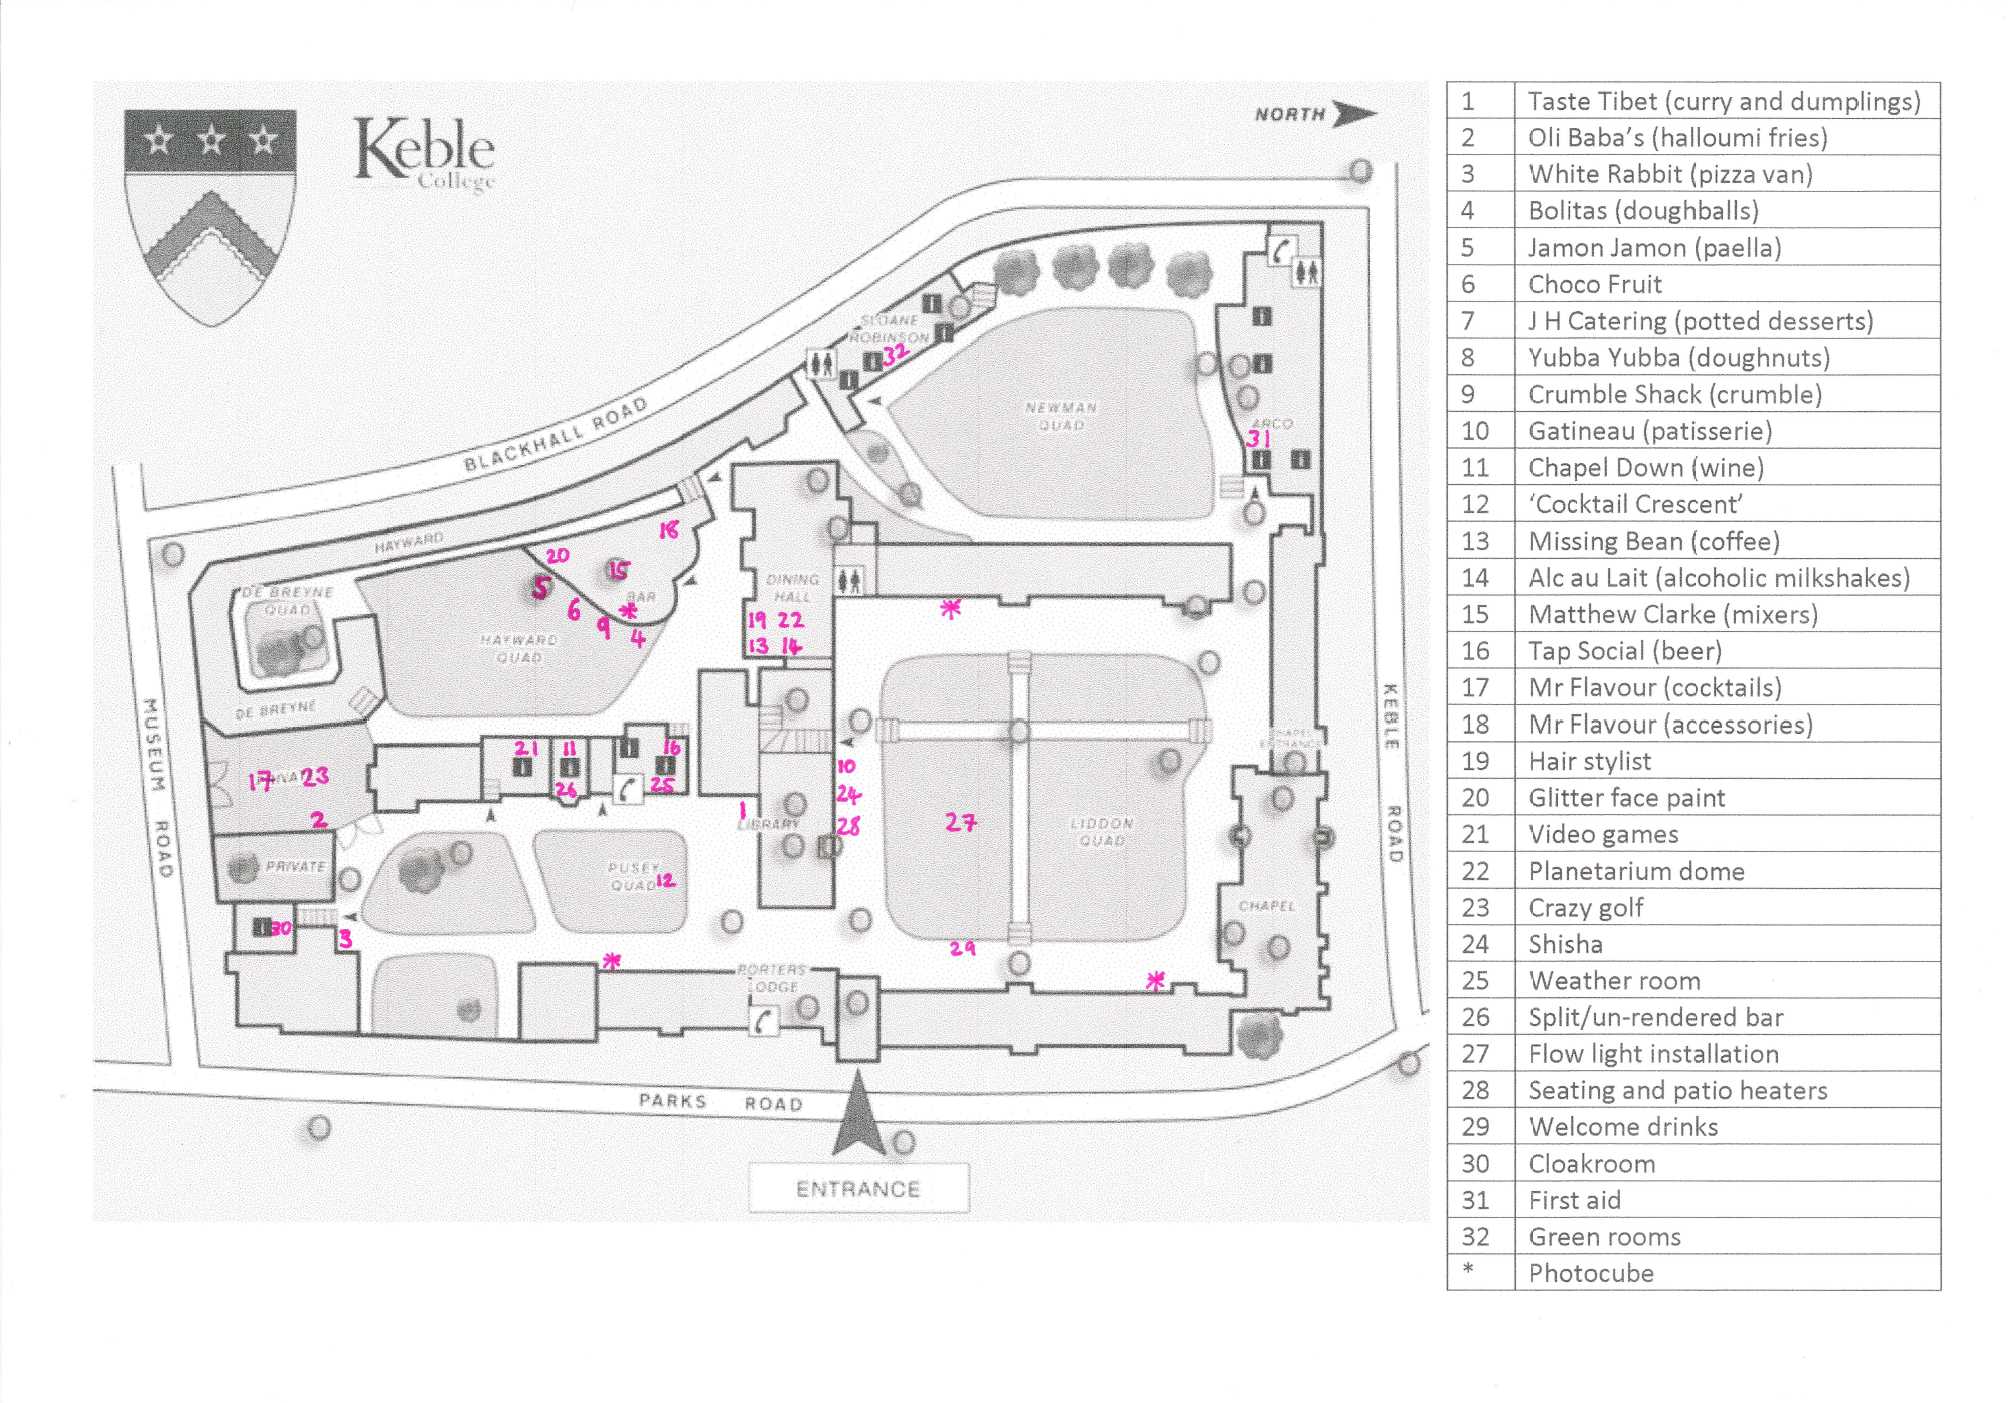 Keble
College
NORTH
SLOANE
ROBINSON
32
NEWMAN
QUAD
ARCO
31
BLACKHALL ROAD
HAYWARD
18
20
15
5
BAR
*
6
9
4
DE BREYNE
QUAD
HAYWARD
QUAD
DINING
HALL
19 22
13 14
*
DE BREYNE
MUSEUM ROAD
KEBLE ROAD
CHAPEL
ENTRANCE
21
11
16
17
23
26
25
10
24
28
1
LIBRARY
2
27
LIDDON
QUAD
PRIVATE
PUSEY
QUAD
12
CHAPEL
30
3
29
*
*
PORTERS
LODGE
PARKS ROAD
ENTRANCE
1 Taste Tibet (curry and dumplings)
2 Oli Baba's (halloumi fries)
3 White Rabbit (pizza van)
4 Bolitas (doughballs)
5 Jamon Jamon (paella)
6 Choco Fruit
7 J H Catering (potted desserts)
8 Yubba Yubba (doughnuts)
9 Crumble Shack (crumble)
10 Gatineau (patisserie)
11 Chapel Down (wine)
12 ‘Cocktail Crescent’
13 Missing Bean (coffee)
14 Alc au Lait (alcoholic milkshakes)
15 Matthew Clarke (mixers)
16 Tap Social (beer)
17 Mr Flavour (cocktails)
18 Mr Flavour (accessories)
19 Hair stylist
20 Glitter face paint
21 Video games
22 Planetarium dome
23 Crazy golf
24 Shisha
25 Weather room
26 Split/un-rendered bar
27 Flow light installation
28 Seating and patio heaters
29 Welcome drinks
30 Cloakroom
31 First aid
32 Green rooms
* Photocube